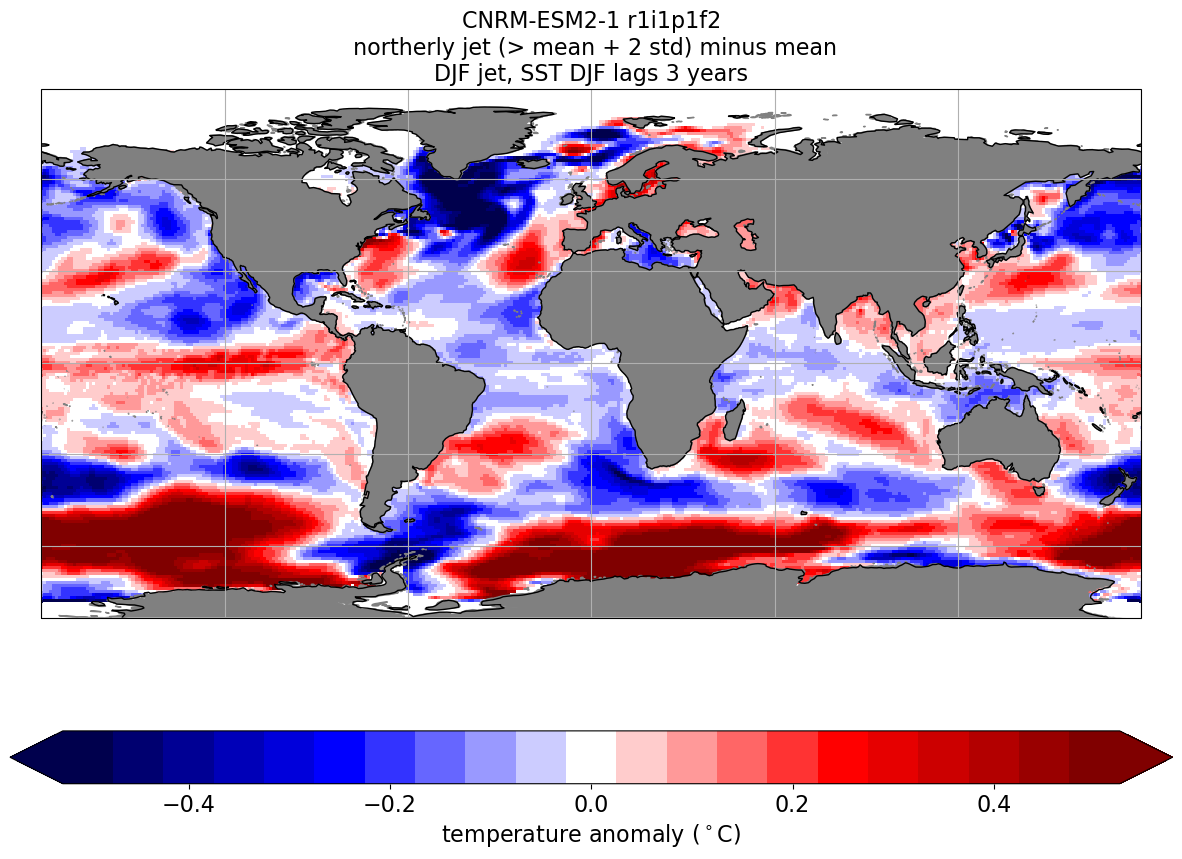 CNRM-ESM2-1 r1i1p1f2
northerly jet (> mean + 2 std) minus mean
DJF jet, SST DJF lags 3 years
−0.4 −0.2 0.0 0.2 0.4
temperature anomaly (°C)